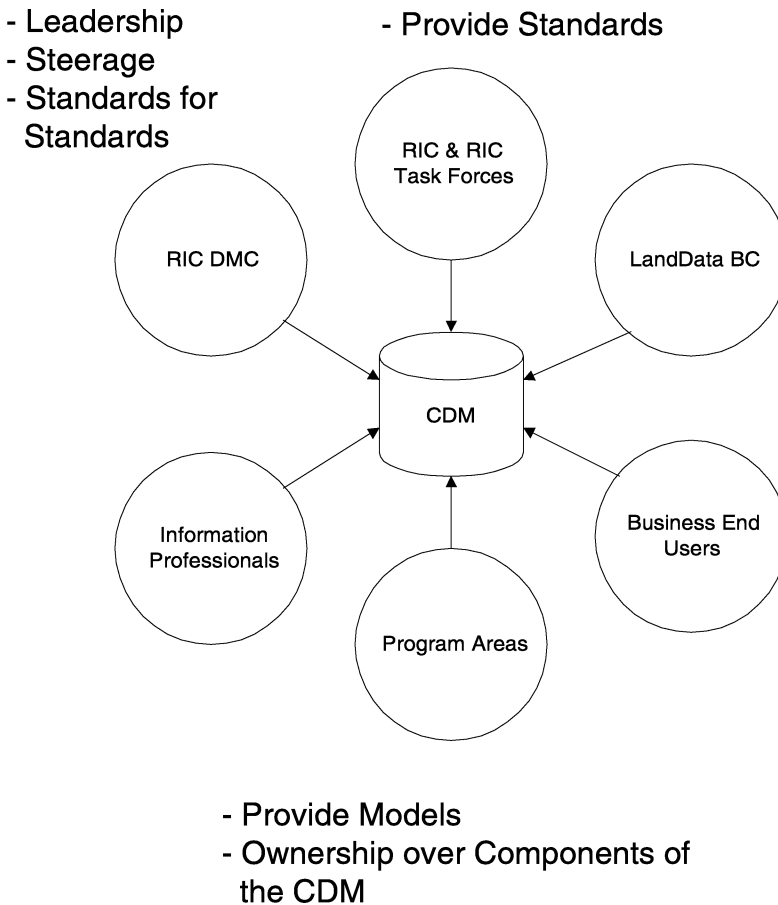 - Leadership
- Steerage
- Standards for
Standards
- Provide Standards
RIC & RIC
Task Forces
RIC DMC
LandData BC
CDM
Information
Professionals
Business End
Users
Program Areas
- Provide Models
- Ownership over Components of
the CDM